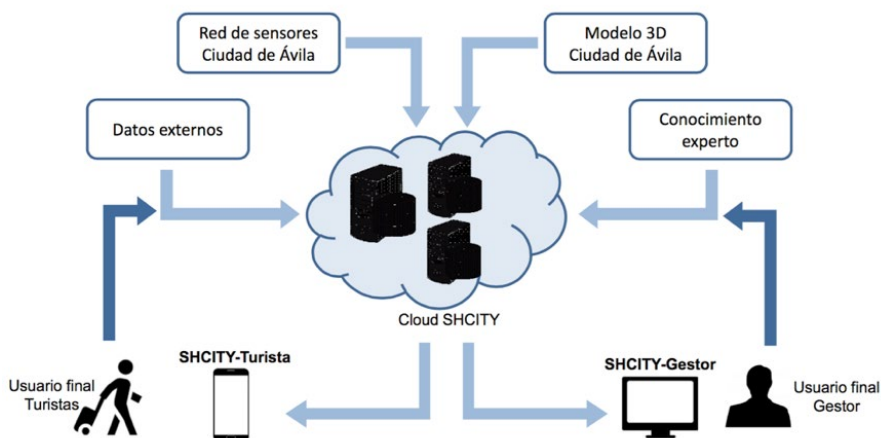 Red de sensores
Ciudad de Ávila
Modelo 3D
Ciudad de Ávila
Datos externos
Conocimiento
experto
Cloud SHCITY
SHCITY-Turista
SHCITY-Gestor
Usuario final
Turistas
Usuario final
Gestor